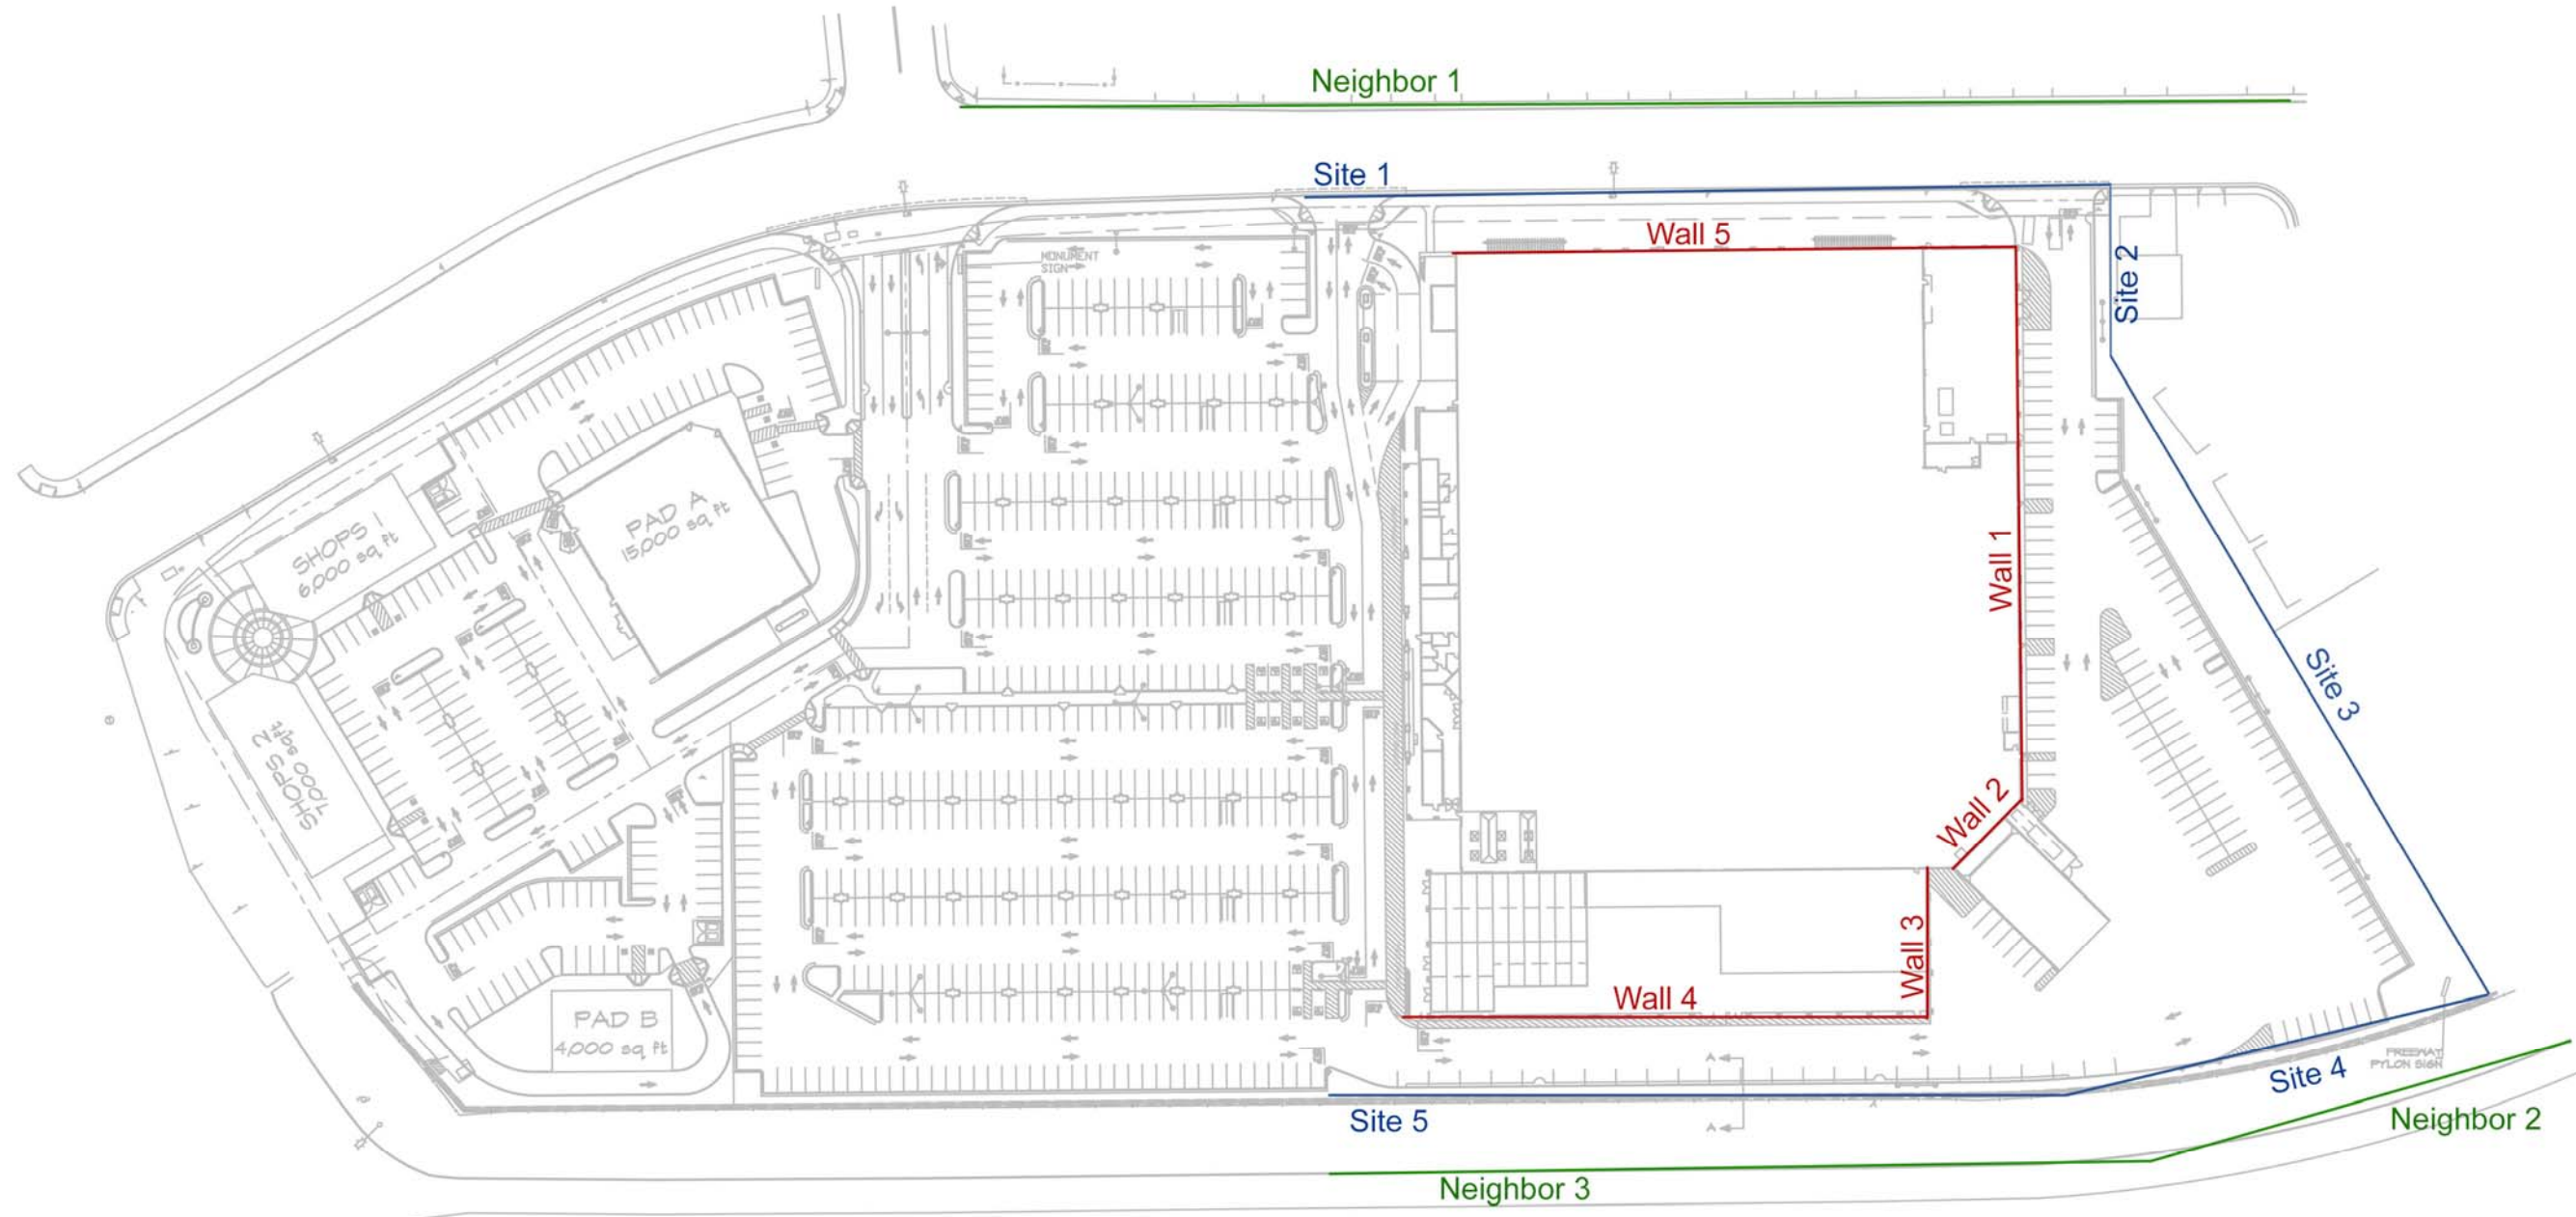 Neighbor 1
Site 1
Wall 5
MONUMENT
SIGN
Site 2
PAD A
15,000 sq ft
SHOPS 1
6,000 sq ft
Wall 1
Site 3
SHOPS 2
7,000 sq ft
Wall 2
Wall 3
Wall 4
PAD B
4,000 sq ft
A
A
FREEWAY
PYLON SIGN
Site 4
Site 5
Neighbor 2
Neighbor 3